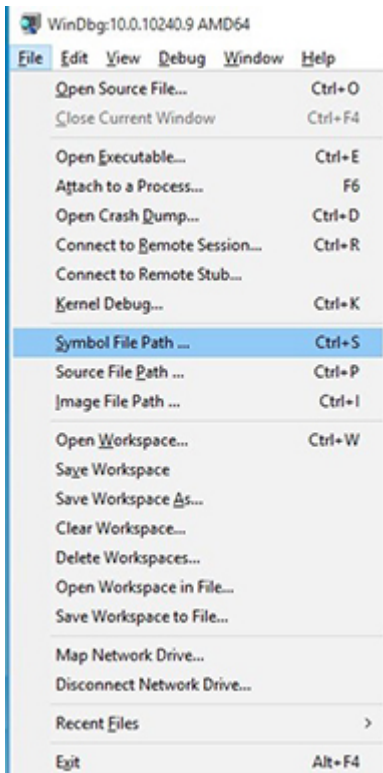 WinDbg:10.0.10240.9 AMD64
File Edit View Debug Window Help
Open Source File... Ctrl+O
Close Current Window Ctrl+F4
Open Executable... Ctrl+E
Attach to a Process... F6
Open Crash Dump... Ctrl+D
Connect to Remote Session... Ctrl+R
Connect to Remote Stub...
Kernel Debug... Ctrl+K
Symbol File Path ... Ctrl+S
Source File Path ... Ctrl+P
Image File Path ... Ctrl+I
Open Workspace... Ctrl+W
Save Workspace
Save Workspace As...
Clear Workspace...
Delete Workspaces...
Open Workspace in File...
Save Workspace to File...
Map Network Drive...
Disconnect Network Drive...
Recent Files >
Exit Alt+F4